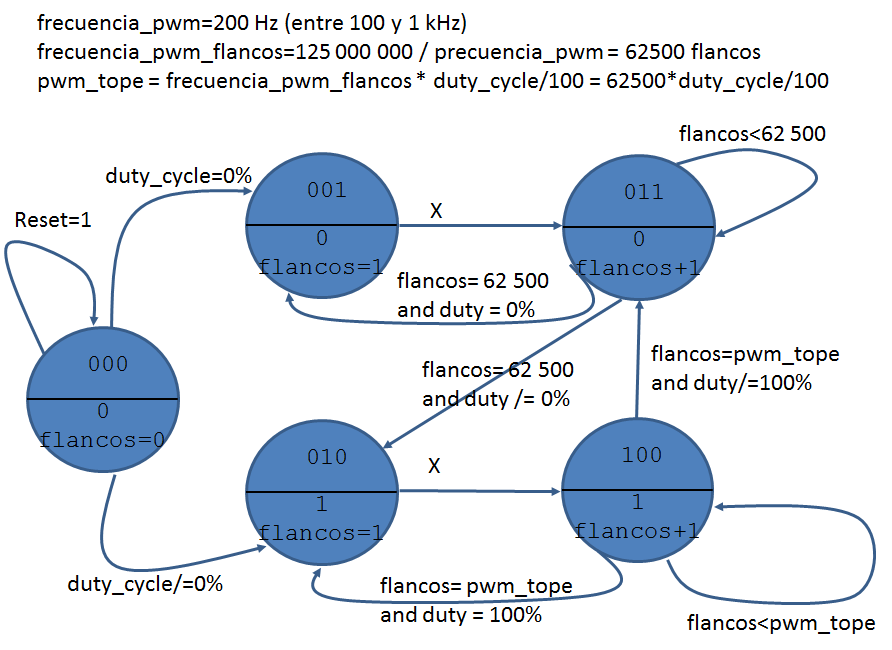 frecuencia_pwm=200 Hz (entre 100 y 1 kHz)
frecuencia_pwm_flancos=125 000 000 / precuencia_pwm = 62500 flancos
pwm_tope = frecuencia_pwm_flancos* duty_cycle/100 = 62500*duty_cycle/100
flancos<62 500
duty_cycle=0%
001
0
flancos=1
X
011
0
flancos+1
Reset=1
flancos= 62 500
and duty = 0%
000
0
flancos=0
flancos= 62 500
and duty /= 0%
flancos=pwm_tope
and duty/=100%
010
1
flancos=1
X
100
1
flancos+1
duty_cycle/=0%
flancos= pwm_tope
and duty = 100%
flancos<pwm_tope